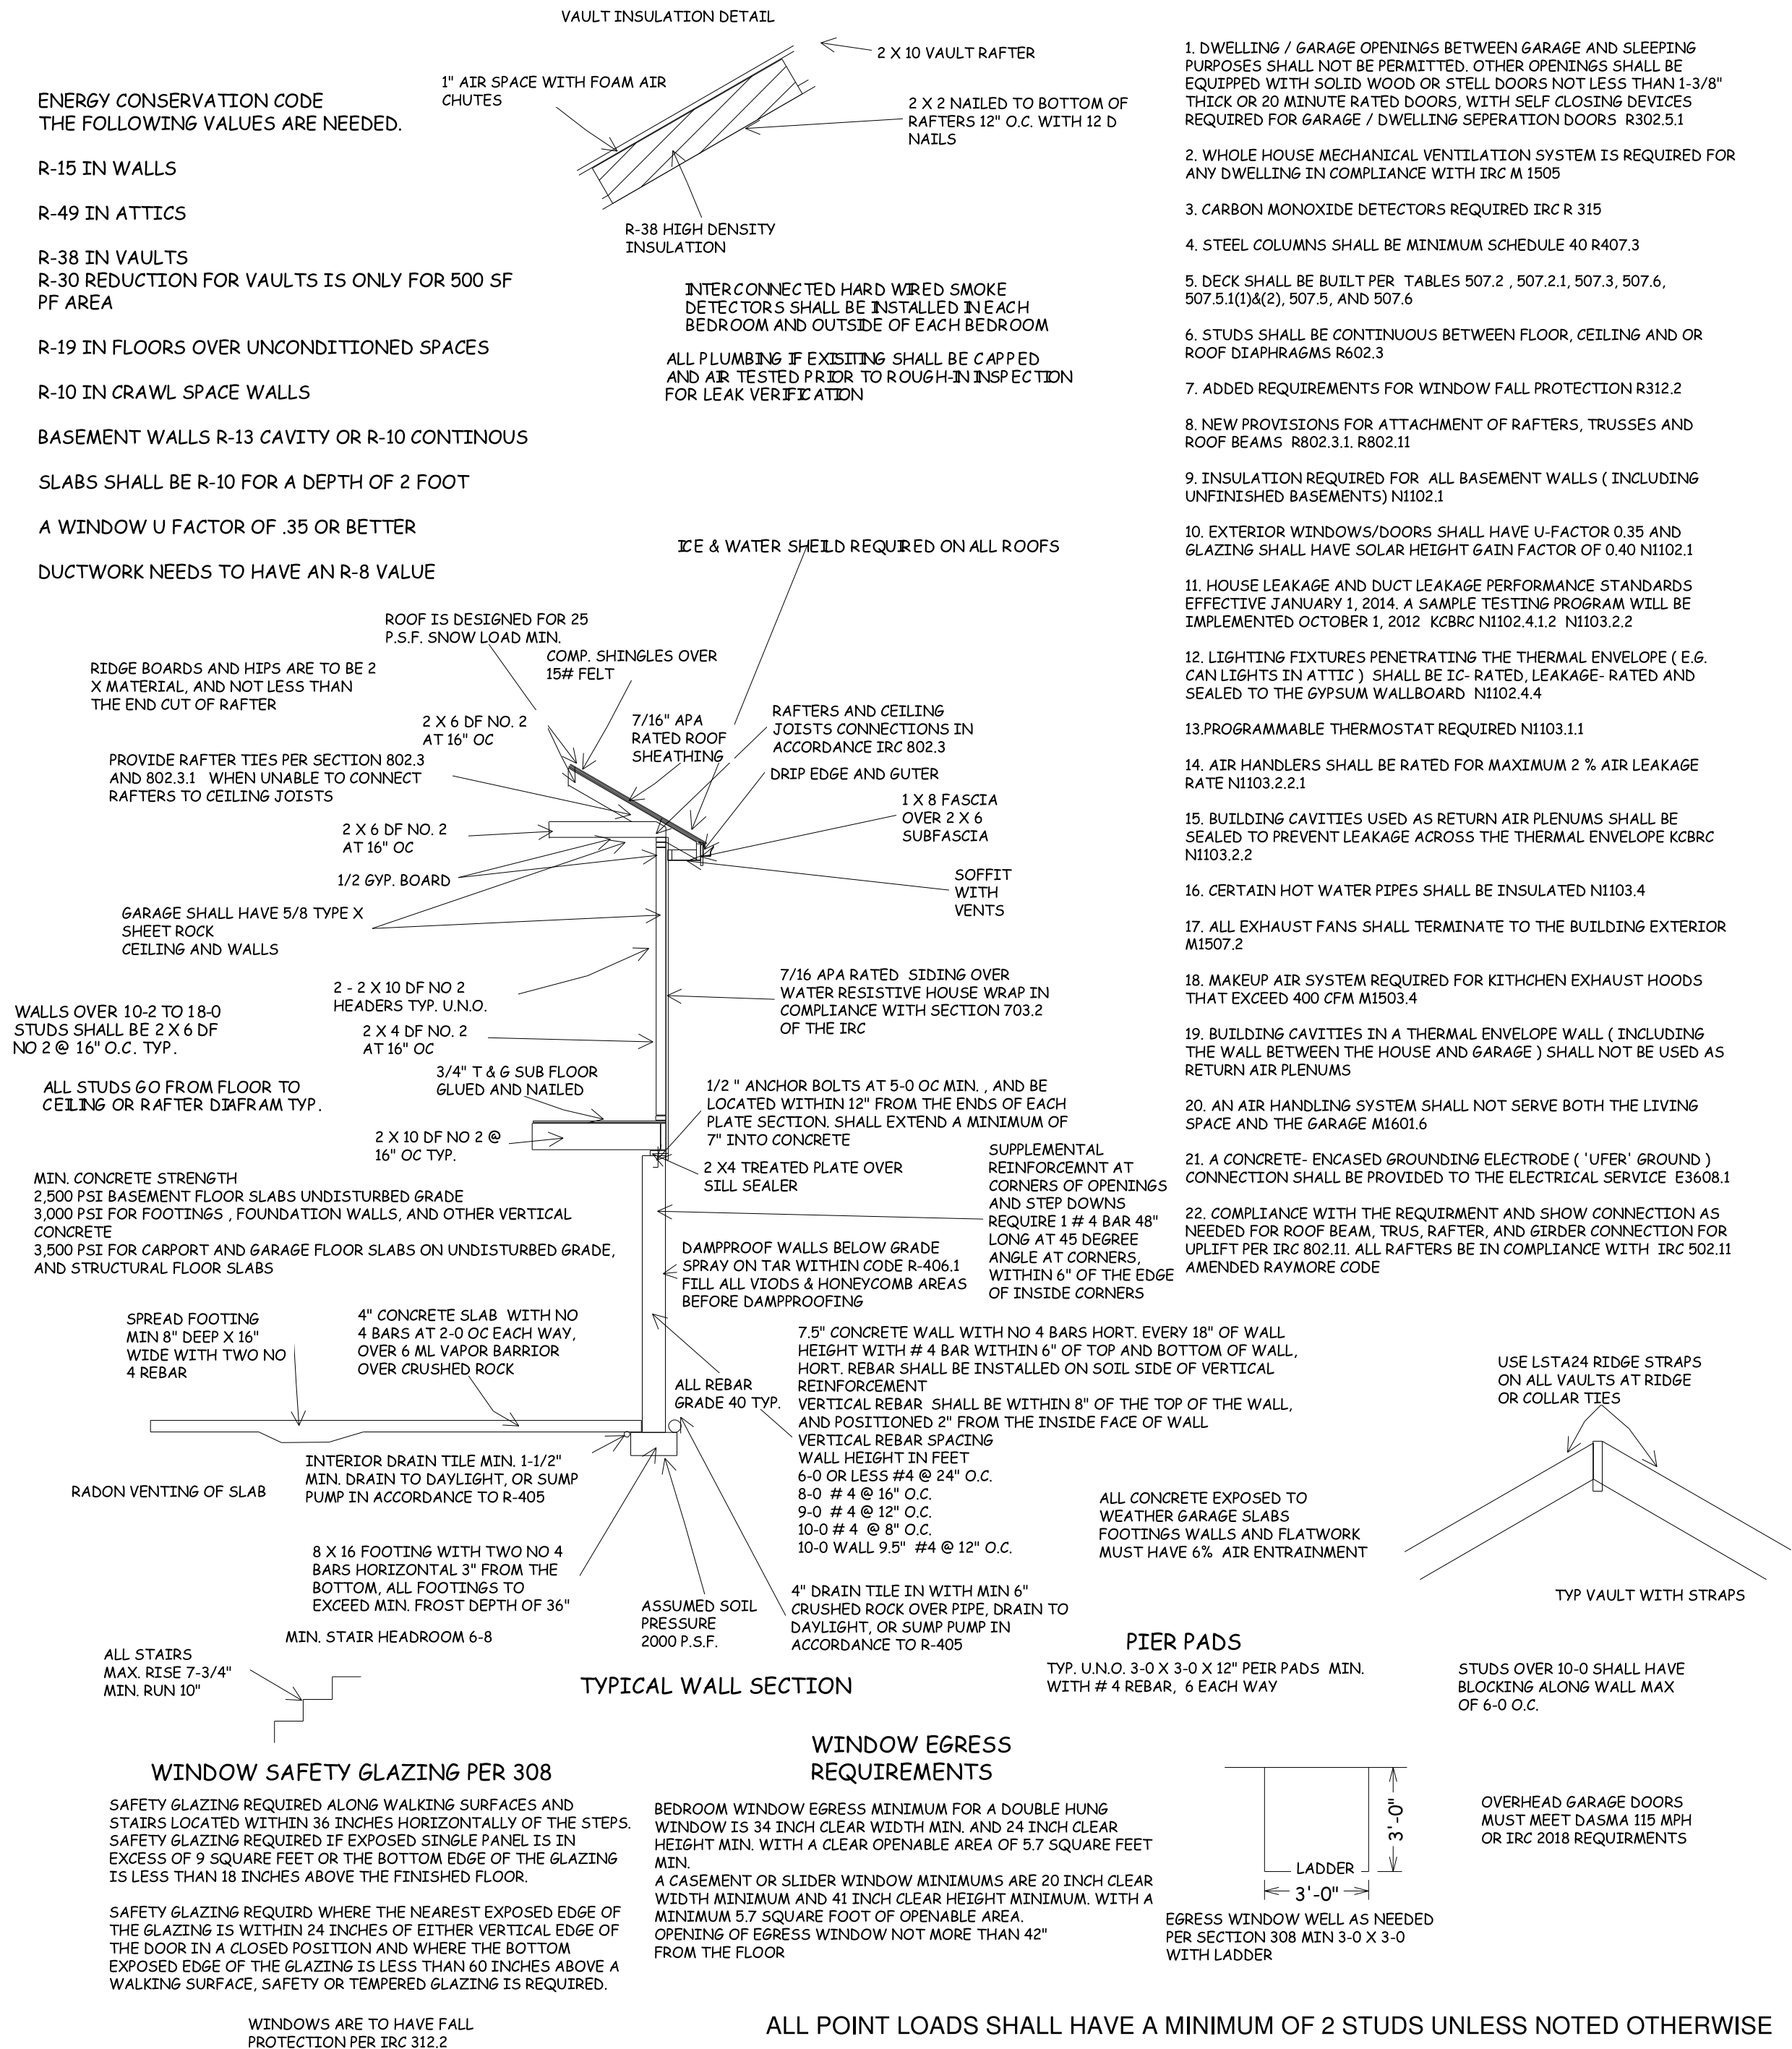 VAULT INSULATION DETAIL
2 X 10 VAULT RAFTER
1" AIR SPACE WITH FOAM AIR
CHUTES
2 X 2 NAILED TO BOTTOM OF
RAFTERS 12" O.C. WITH 12 D
NAILS
R-38 HIGH DENSITY
INSULATION
ENERGY CONSERVATION CODE
THE FOLLOWING VALUES ARE NEEDED.
R-15 IN WALLS
R-49 IN ATTICS
R-38 IN VAULTS
R-30 REDUCTION FOR VAULTS IS ONLY FOR 500 SF
PF AREA
R-19 IN FLOORS OVER UNCONDITIONED SPACES
R-10 IN CRAWL SPACE WALLS
BASEMENT WALLS R-13 CAVITY OR R-10 CONTINOUS
SLABS SHALL BE R-10 FOR A DEPTH OF 2 FOOT
A WINDOW U FACTOR OF .35 OR BETTER
DUCTWORK NEEDS TO HAVE AN R-8 VALUE
INTERCONNECTED HARD WIRED SMOKE
DETECTORS SHALL BE INSTALLED IN EACH
BEDROOM AND OUTSIDE OF EACH BEDROOM
ALL PLUMBING IF EXISITING SHALL BE CAPPED
AND AIR TESTED PRIOR TO ROUGH-IN INSPECTION
FOR LEAK VERIFICATION
1. DWELLING / GARAGE OPENINGS BETWEEN GARAGE AND SLEEPING
PURPOSES SHALL NOT BE PERMITTED. OTHER OPENINGS SHALL BE
EQUIPPED WITH SOLID WOOD OR STELL DOORS NOT LESS THAN 1-3/8"
THICK OR 20 MINUTE RATED DOORS, WITH SELF CLOSING DEVICES
REQUIRED FOR GARAGE / DWELLING SEPERATION DOORS R302.5.1
2. WHOLE HOUSE MECHANICAL VENTILATION SYSTEM IS REQUIRED FOR
ANY DWELLING IN COMPLIANCE WITH IRC M 1505
3. CARBON MONOXIDE DETECTORS REQUIRED IRC R 315
4. STEEL COLUMNS SHALL BE MINIMUM SCHEDULE 40 R407.3
5. DECK SHALL BE BUILT PER TABLES 507.2 , 507.2.1, 507.3, 507.6,
507.5.1(1)&(2), 507.5, AND 507.6
6. STUDS SHALL BE CONTINUOUS BETWEEN FLOOR, CEILING AND OR
ROOF DIAPHRAGMS R602.3
7. ADDED REQUIREMENTS FOR WINDOW FALL PROTECTION R312.2
8. NEW PROVISIONS FOR ATTACHMENT OF RAFTERS, TRUSSES AND
ROOF BEAMS R802.3.1. R802.11
9. INSULATION REQUIRED FOR ALL BASEMENT WALLS ( INCLUDING
UNFINISHED BASEMENTS) N1102.1
10. EXTERIOR WINDOWS/DOORS SHALL HAVE U-FACTOR 0.35 AND
GLAZING SHALL HAVE SOLAR HEIGHT GAIN FACTOR OF 0.40 N1102.1
11. HOUSE LEAKAGE AND DUCT LEAKAGE PERFORMANCE STANDARDS
EFFECTIVE JANUARY 1, 2014. A SAMPLE TESTING PROGRAM WILL BE
IMPLEMENTED OCTOBER 1, 2012 KCBRC N1102.4.1.2 N1103.2.2
12. LIGHTING FIXTURES PENETRATING THE THERMAL ENVELOPE ( E.G.
CAN LIGHTS IN ATTIC ) SHALL BE IC- RATED, LEAKAGE- RATED AND
SEALED TO THE GYPSUM WALLBOARD N1102.4.4
13.PROGRAMMABLE THERMOSTAT REQUIRED N1103.1.1
14. AIR HANDLERS SHALL BE RATED FOR MAXIMUM 2 % AIR LEAKAGE
RATE N1103.2.2.1
15. BUILDING CAVITIES USED AS RETURN AIR PLENUMS SHALL BE
SEALED TO PREVENT LEAKAGE ACROSS THE THERMAL ENVELOPE KCBRC
N1103.2.2
16. CERTAIN HOT WATER PIPES SHALL BE INSULATED N1103.4
17. ALL EXHAUST FANS SHALL TERMINATE TO THE BUILDING EXTERIOR
M1507.2
18. MAKEUP AIR SYSTEM REQUIRED FOR KITHCHEN EXHAUST HOODS
THAT EXCEED 400 CFM M1503.4
19. BUILDING CAVITIES IN A THERMAL ENVELOPE WALL ( INCLUDING
THE WALL BETWEEN THE HOUSE AND GARAGE ) SHALL NOT BE USED AS
RETURN AIR PLENUMS
20. AN AIR HANDLING SYSTEM SHALL NOT SERVE BOTH THE LIVING
SPACE AND THE GARAGE M1601.6
21. A CONCRETE- ENCASED GROUNDING ELECTRODE ( 'UFER' GROUND )
CONNECTION SHALL BE PROVIDED TO THE ELECTRICAL SERVICE E3608.1
22. COMPLIANCE WITH THE REQUIRMENT AND SHOW CONNECTION AS
NEEDED FOR ROOF BEAM, TRUS, RAFTER, AND GIRDER CONNECTION FOR
UPLIFT PER IRC 802.11. ALL RAFTERS BE IN COMPLIANCE WITH IRC 502.11
AMENDED RAYMORE CODE
ICE & WATER SHEILD REQUIRED ON ALL ROOFS
ROOF IS DESIGNED FOR 25
P.S.F. SNOW LOAD MIN.
COMP. SHINGLES OVER
15# FELT
RIDGE BOARDS AND HIPS ARE TO BE 2
X MATERIAL, AND NOT LESS THAN
THE END CUT OF RAFTER
2 X 6 DF NO. 2
AT 16" OC
7/16" APA
RATED ROOF
SHEATHING
RAFTERS AND CEILING
JOISTS CONNECTIONS IN
ACCORDANCE IRC 802.3
PROVIDE RAFTER TIES PER SECTION 802.3
AND 802.3.1 WHEN UNABLE TO CONNECT
RAFTERS TO CEILING JOISTS
DRIP EDGE AND GUTER
1 X 8 FASCIA
OVER 2 X 6
SUBFASCIA
2 X 6 DF NO. 2
AT 16" OC
1/2 GYP. BOARD
SOFFIT
WITH
VENTS
GARAGE SHALL HAVE 5/8 TYPE X
SHEET ROCK
CEILING AND WALLS
2 - 2 X 10 DF NO 2
HEADERS TYP. U.N.O.
7/16 APA RATED SIDING OVER
WATER RESISTIVE HOUSE WRAP IN
COMPLIANCE WITH SECTION 703.2
OF THE IRC
WALLS OVER 10-2 TO 18-0
STUDS SHALL BE 2 X 6 DF
NO 2 @ 16" O.C. TYP.
2 X 4 DF NO. 2
AT 16" OC
3/4" T & G SUB FLOOR
GLUED AND NAILED
ALL STUDS GO FROM FLOOR TO
CEILING OR RAFTER DIAFRAM TYP.
1/2 " ANCHOR BOLTS AT 5-0 OC MIN. , AND BE
LOCATED WITHIN 12" FROM THE ENDS OF EACH
PLATE SECTION. SHALL EXTEND A MINIMUM OF
7" INTO CONCRETE
2 X 10 DF NO 2 @
16" OC TYP.
2 X4 TREATED PLATE OVER
SILL SEALER
SUPPLEMENTAL
REINFORCEMNT AT
CORNERS OF OPENINGS
AND STEP DOWNS
REQUIRE 1 # 4 BAR 48"
LONG AT 45 DEGREE
ANGLE AT CORNERS,
WITHIN 6" OF THE EDGE
OF INSIDE CORNERS
MIN. CONCRETE STRENGTH
2,500 PSI BASEMENT FLOOR SLABS UNDISTURBED GRADE
3,000 PSI FOR FOOTINGS , FOUNDATION WALLS, AND OTHER VERTICAL
CONCRETE
3,500 PSI FOR CARPORT AND GARAGE FLOOR SLABS ON UNDISTURBED GRADE,
AND STRUCTURAL FLOOR SLABS
DAMPPROOF WALLS BELOW GRADE
SPRAY ON TAR WITHIN CODE R-406.1
FILL ALL VIODS & HONEYCOMB AREAS
BEFORE DAMPPROOFING
SPREAD FOOTING
MIN 8" DEEP X 16"
WIDE WITH TWO NO
4 REBAR
4" CONCRETE SLAB WITH NO
4 BARS AT 2-0 OC EACH WAY,
OVER 6 ML VAPOR BARRIOR
OVER CRUSHED ROCK
ALL REBAR
GRADE 40 TYP.
7.5" CONCRETE WALL WITH NO 4 BARS HORT. EVERY 18" OF WALL
HEIGHT WITH # 4 BAR WITHIN 6" OF TOP AND BOTTOM OF WALL,
HORT. REBAR SHALL BE INSTALLED ON SOIL SIDE OF VERTICAL
REINFORCEMENT
VERTICAL REBAR SHALL BE WITHIN 8" OF THE TOP OF THE WALL,
AND POSITIONED 2" FROM THE INSIDE FACE OF WALL
VERTICAL REBAR SPACING
WALL HEIGHT IN FEET
6-0 OR LESS #4 @ 24" O.C.
8-0 # 4 @ 16" O.C.
9-0 # 4 @ 12" O.C.
10-0 # 4 @ 8" O.C.
10-0 WALL 9.5" #4 @ 12" O.C.
USE LSTA24 RIDGE STRAPS
ON ALL VAULTS AT RIDGE
OR COLLAR TIES
INTERIOR DRAIN TILE MIN. 1-1/2"
MIN. DRAIN TO DAYLIGHT, OR SUMP
PUMP IN ACCORDANCE TO R-405
RADON VENTING OF SLAB
ALL CONCRETE EXPOSED TO
WEATHER GARAGE SLABS
FOOTINGS WALLS AND FLATWORK
MUST HAVE 6% AIR ENTRAINMENT
8 X 16 FOOTING WITH TWO NO 4
BARS HORIZONTAL 3" FROM THE
BOTTOM, ALL FOOTINGS TO
EXCEED MIN. FROST DEPTH OF 36"
ASSUMED SOIL
PRESSURE
2000 P.S.F.
4" DRAIN TILE IN WITH MIN 6"
CRUSHED ROCK OVER PIPE, DRAIN TO
DAYLIGHT, OR SUMP PUMP IN
ACCORDANCE TO R-405
TYP VAULT WITH STRAPS
MIN. STAIR HEADROOM 6-8
ALL STAIRS
MAX. RISE 7-3/4"
MIN. RUN 10"
TYPICAL WALL SECTION
PIER PADS
TYP. U.N.O. 3-0 X 3-0 X 12" PEIR PADS MIN.
WITH # 4 REBAR, 6 EACH WAY
STUDS OVER 10-0 SHALL HAVE
BLOCKING ALONG WALL MAX
OF 6-0 O.C.
WINDOW SAFETY GLAZING PER 308
SAFETY GLAZING REQUIRED ALONG WALKING SURFACES AND
STAIRS LOCATED WITHIN 36 INCHES HORIZONTALLY OF THE STEPS.
SAFETY GLAZING REQUIRED IF EXPOSED SINGLE PANEL IS IN
EXCESS OF 9 SQUARE FEET OR THE BOTTOM EDGE OF THE GLAZING
IS LESS THAN 18 INCHES ABOVE THE FINISHED FLOOR.
SAFETY GLAZING REQUIRD WHERE THE NEAREST EXPOSED EDGE OF
THE GLAZING IS WITHIN 24 INCHES OF EITHER VERTICAL EDGE OF
THE DOOR IN A CLOSED POSITION AND WHERE THE BOTTOM
EXPOSED EDGE OF THE GLAZING IS LESS THAN 60 INCHES ABOVE A
WALKING SURFACE, SAFETY OR TEMPERED GLAZING IS REQUIRED.
WINDOWS ARE TO HAVE FALL
PROTECTION PER IRC 312.2
WINDOW EGRESS
REQUIREMENTS
BEDROOM WINDOW EGRESS MINIMUM FOR A DOUBLE HUNG
WINDOW IS 34 INCH CLEAR WIDTH MIN. AND 24 INCH CLEAR
HEIGHT MIN. WITH A CLEAR OPENABLE AREA OF 5.7 SQUARE FEET
MIN.
A CASEMENT OR SLIDER WINDOW MINIMUMS ARE 20 INCH CLEAR
WIDTH MINIMUM AND 41 INCH CLEAR HEIGHT MINIMUM. WITH A
MINIMUM 5.7 SQUARE FOOT OF OPENABLE AREA.
OPENING OF EGRESS WINDOW NOT MORE THAN 42"
FROM THE FLOOR
3'-0"
LADDER
3'-0"
EGRESS WINDOW WELL AS NEEDED
PER SECTION 308 MIN 3-0 X 3-0
WITH LADDER
OVERHEAD GARAGE DOORS
MUST MEET DASMA 115 MPH
OR IRC 2018 REQUIRMENTS
ALL POINT LOADS SHALL HAVE A MINIMUM OF 2 STUDS UNLESS NOTED OTHERWISE